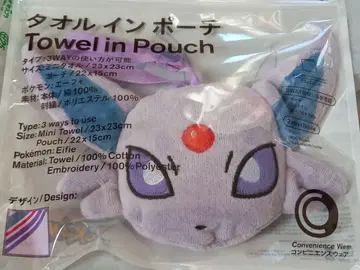 タオル イン ポーチ
Towel in Pouch
タイプ：3WAYの使い方が可能
サイズ：ミニタオル/23×23cm
ポーチ/22×15cm
ポケモン：エーフィ
素材：本体/綿100%
刺繍/ポリエステル100%
Type: 3 ways to use
Size: Mini Towel/23x23cm
Pouch/22x15cm
Pokémon: Eifie
Material: Towel/100% Cotton
Embroidery/100% Polyester
デザイン/Design:
C
Convenience Wear
コンビニエンスウェア